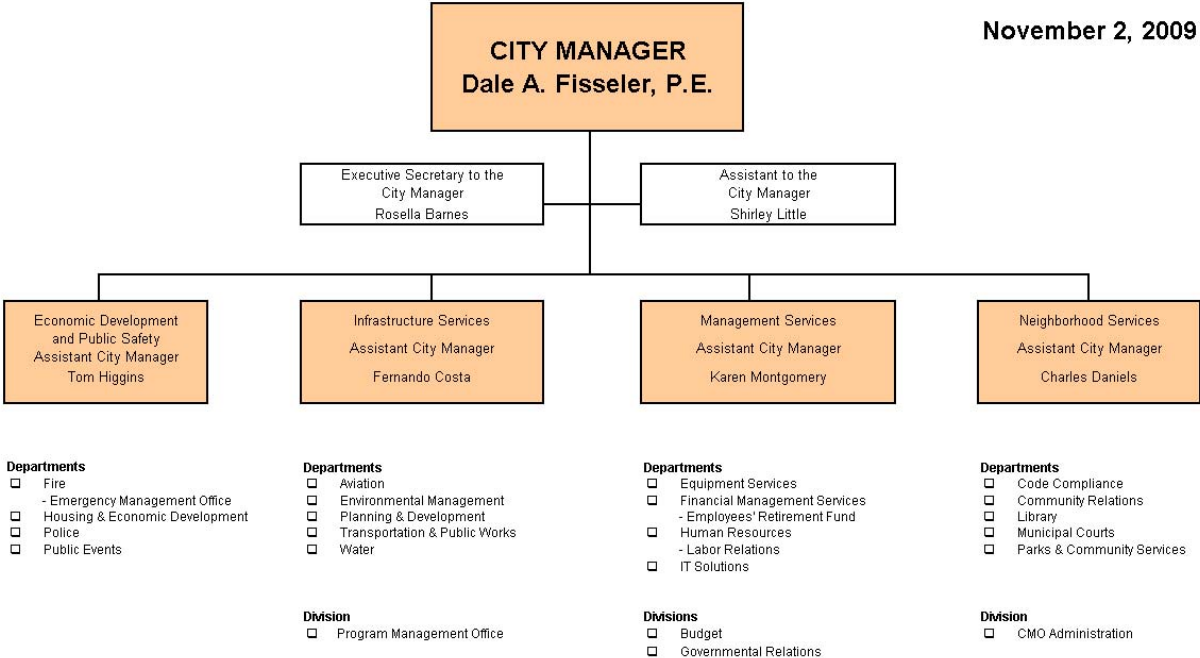 November 2, 2009
CITY MANAGER
Dale A. Fisseler, P.E.
Executive Secretary to the
City Manager
Rosella Barnes
Assistant to the
City Manager
Shirley Little
Economic Development
and Public Safety
Assistant City Manager
Tom Higgins
Infrastructure Services
Assistant City Manager
Fernando Costa
Management Services
Assistant City Manager
Karen Montgomery
Neighborhood Services
Assistant City Manager
Charles Daniels
Departments
Fire
- Emergency Management Office
Housing & Economic Development
Police
Public Events
Departments
Aviation
Environmental Management
Planning & Development
Transportation & Public Works
Water
Division
Program Management Office
Departments
Equipment Services
Financial Management Services
- Employees' Retirement Fund
Human Resources
- Labor Relations
IT Solutions
Divisions
Budget
Governmental Relations
Departments
Code Compliance
Community Relations
Library
Municipal Courts
Parks & Community Services
Division
CMO Administration